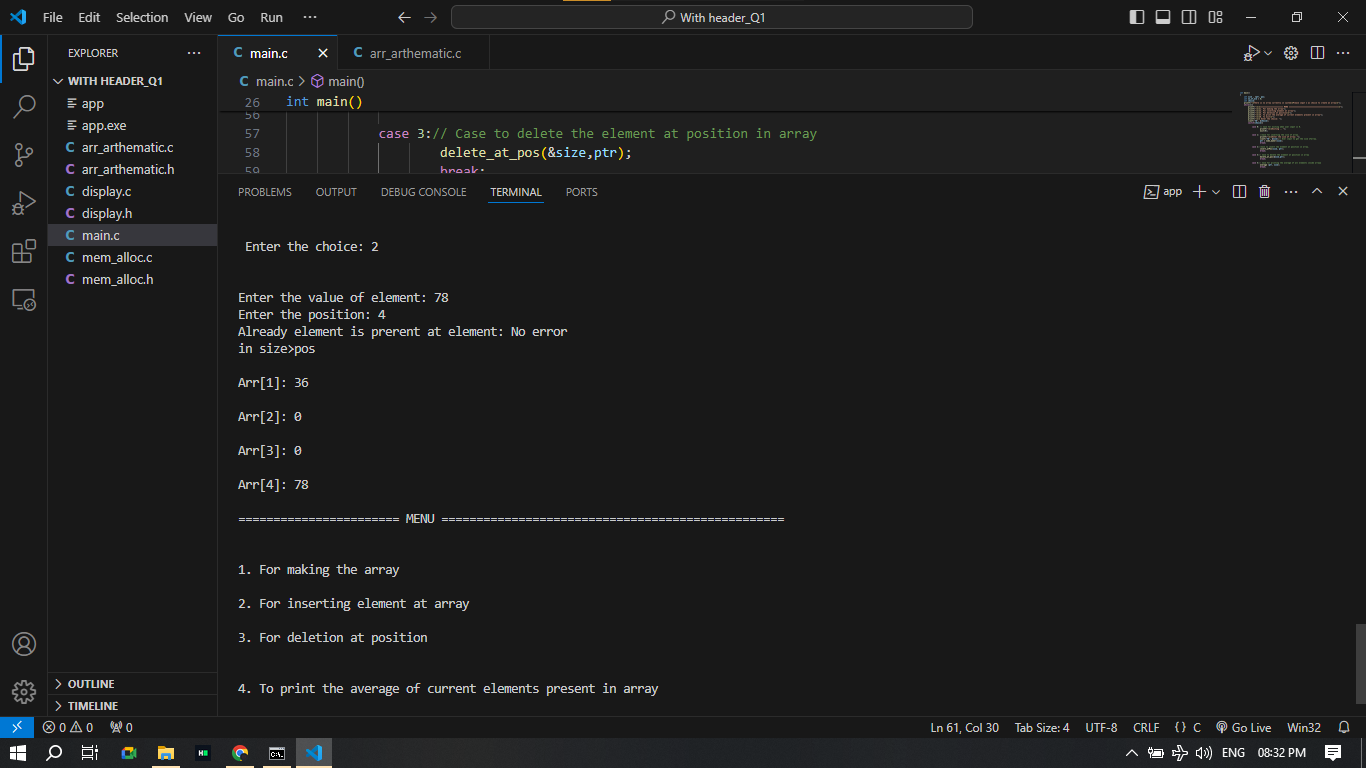 File Edit Selection View Go Run ··· With header_Q1
EXPLORER ···
WITH HEADER_Q1
app
app.exe
C arr_arthematic.c
C arr_arthematic.h
C display.c
C display.h
C main.c
C mem_alloc.c
C mem_alloc.h
OUTLINE
TIMELINE
C main.c C arr_arthematic.c
C main.c > main()
26 int main()
56
57 case 3:// Case to delete the element at position in array
58 delete_at_pos(&size,ptr);
59 break;
PROBLEMS OUTPUT DEBUG CONSOLE TERMINAL PORTS app
Enter the choice: 2
Enter the value of element: 78
Enter the position: 4
Already element is prerent at element: No error
in size>pos
Arr[1]: 36
Arr[2]: 0
Arr[3]: 0
Arr[4]: 78
======================= MENU =================================================
1. For making the array
2. For inserting element at array
3. For deletion at position
4. To print the average of current elements present in array
0 0 0 Ln 61, Col 30 Tab Size: 4 UTF-8 CRLF {} C Go Live Win32
ENG 08:32 PM